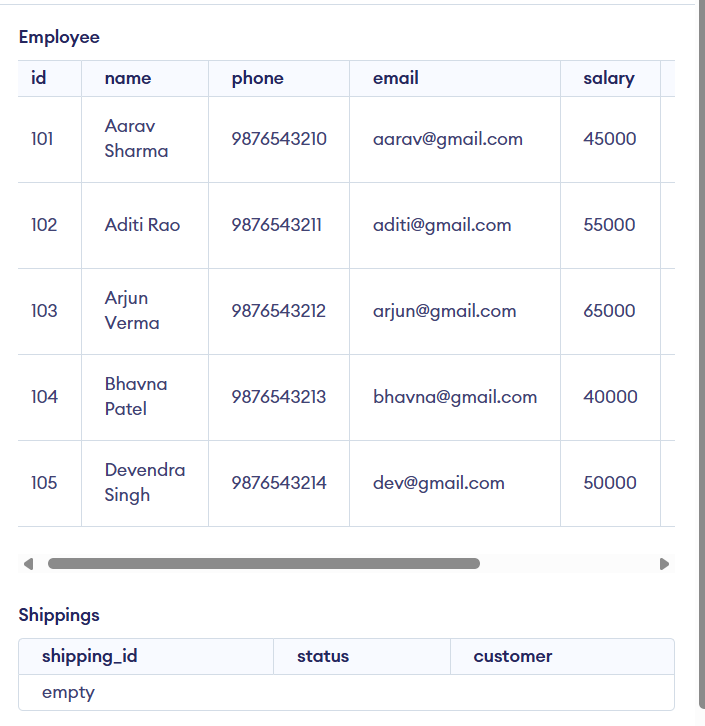 Employee
id name phone email salary
101 Aarav Sharma 9876543210 aarav@gmail.com 45000
102 Aditi Rao 9876543211 aditi@gmail.com 55000
103 Arjun Verma 9876543212 arjun@gmail.com 65000
104 Bhavna Patel 9876543213 bhavna@gmail.com 40000
105 Devendra Singh 9876543214 dev@gmail.com 50000
Shippings
shipping_id status customer
empty